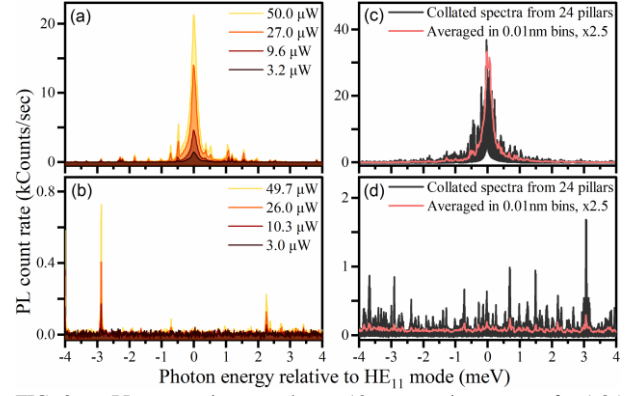 (a)
50.0 μW
27.0 μW
9.6 μW
3.2 μW
20
10
0
(c)
Collated spectra from 24 pillars
Averaged in 0.01nm bins, x2.5
40
20
0
PL count rate (kCounts/sec)
(b)
49.7 μW
26.0 μW
10.3 μW
3.0 μW
0.8
0.4
0.0
(d)
Collated spectra from 24 pillars
Averaged in 0.01nm bins, x2.5
2
1
0
-4 -3 -2 -1 0 1 2 3 4
-4 -3 -2 -1 0 1 2 3 4
Photon energy relative to HE11 mode (meV)